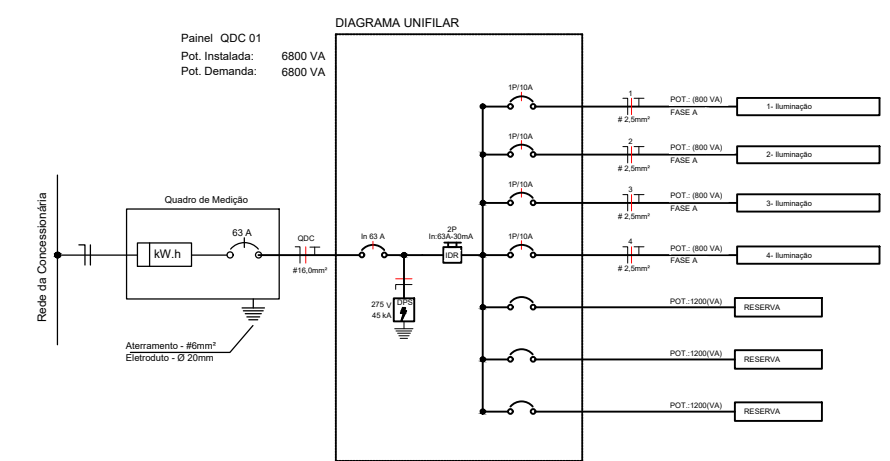 DIAGRAMA UNIFILAR
Painel QDC 01
Pot. Instalada: 6800 VA
Pot. Demanda: 6800 VA
Rede da Concessionária
Quadro de Medição
kW.h
63 A
QDC
#16,0mm²
Aterramento - #6mm²
Eletroduto - Ø 20mm
In 63 A
275 V
45 kA
DPS
2P
In:63A-30mA
IDR
1P/10A
1
# 2,5mm²
POT.: (800 VA)
FASE A
1- Iluminação
1P/10A
2
# 2,5mm²
POT.: (800 VA)
FASE A
2- Iluminação
1P/10A
3
# 2,5mm²
POT.: (800 VA)
FASE A
3- Iluminação
1P/10A
4
# 2,5mm²
POT.: (800 VA)
FASE A
4- Iluminação
POT.:1200(VA)
RESERVA
POT.:1200(VA)
RESERVA
POT.:1200(VA)
RESERVA